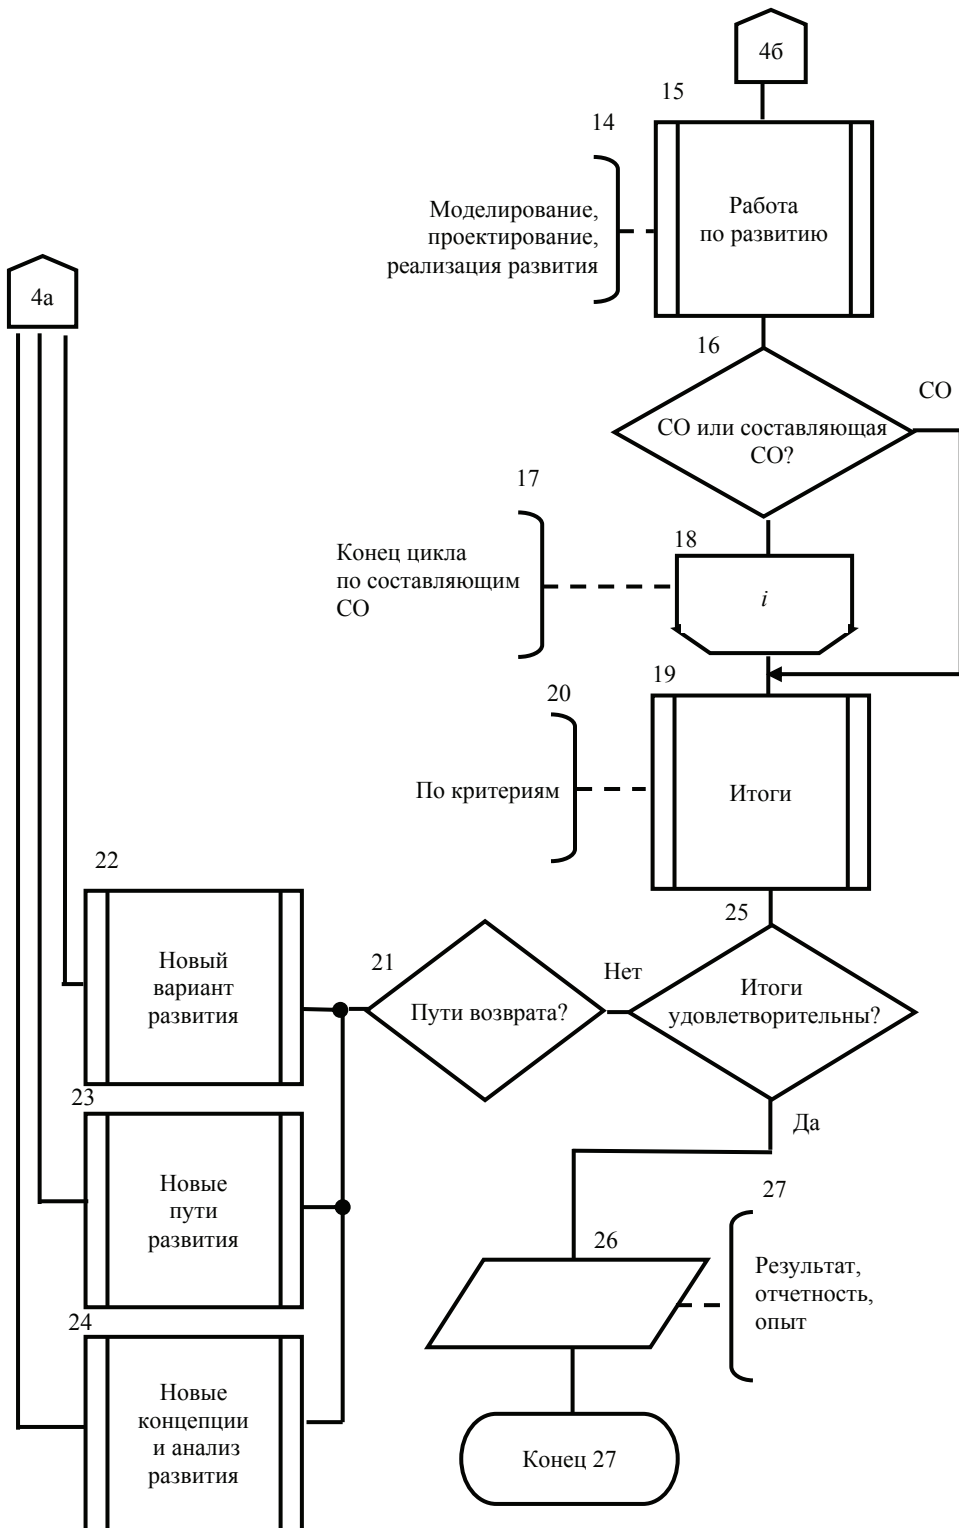 4б
15
14
Работа
по развитию
Моделирование,
проектирование,
реализация развития
4а
16
СО
СО или составляющая
СО?
17
18
Конец цикла
по составляющим
СО
i
19
20
По критериям
Итоги
22
25
Новый
вариант
развития
21
Пути возврата?
Нет
Итоги
удовлетворительны?
Да
23
Новые
пути
развития
27
26
Результат,
отчетность,
опыт
24
Новые
концепции
и анализ
развития
Конец 27